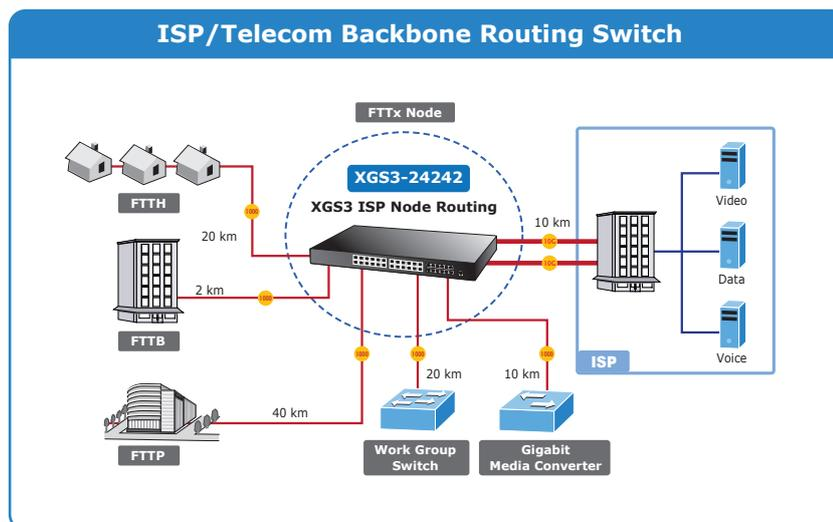 ISP/Telecom Backbone Routing Switch
FTTx Node
XGS3-24242
XGS3 ISP Node Routing
FTTH
1000
20 km
10 km
10G
10G
Video
Data
Voice
ISP
2 km
1000
FTTB
1000
1000
1000
20 km
10 km
40 km
FTTP
Work Group
Switch
Gigabit
Media Converter